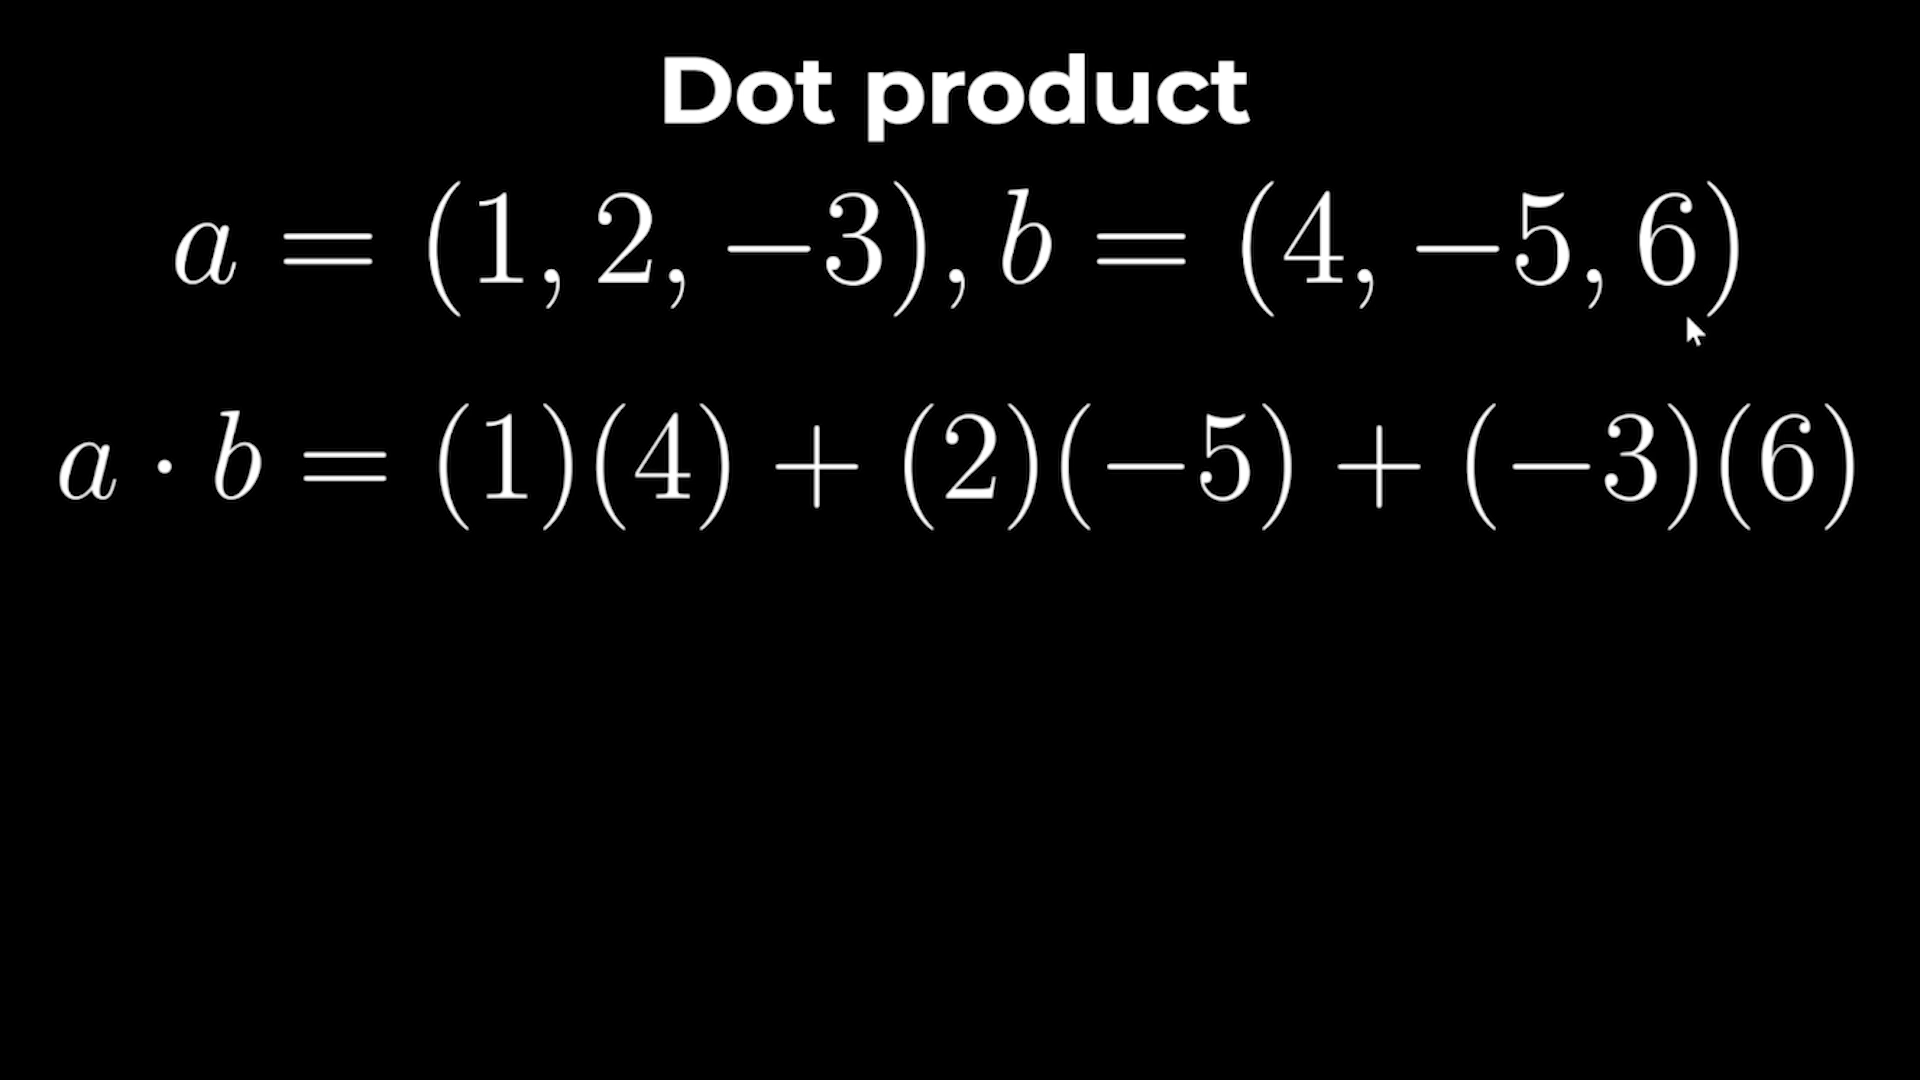 Dot product
a = (1, 2, −3), b = (4, −5, 6)
a · b = (1)(4) + (2)(−5) + (−3)(6)